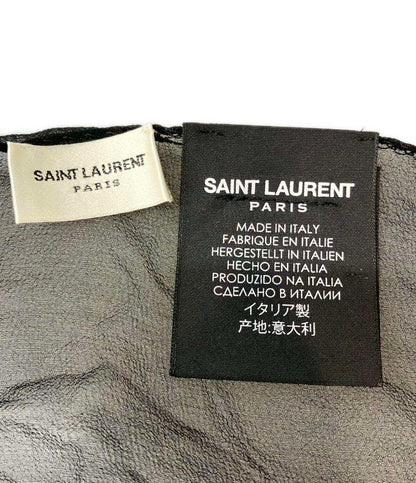 SAINT LAURENT
PARIS
SAINT LAURENT
PARIS
MADE IN ITALY
FABRIQUE EN ITALIE
HERGESTELLT IN ITALIEN
HECHO EN ITALIA
PRODUZIDO NA ITALIA
СДЕЛАНО В ИТАЛИИ
イタリア製
产地:意大利